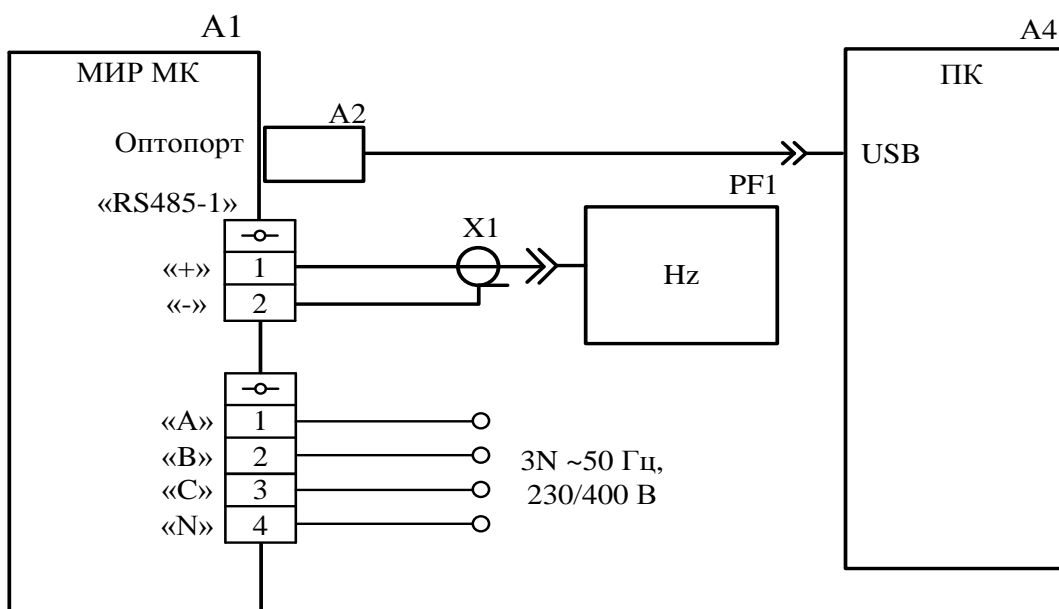 A1
A4
МИР МК
ПК
A2
Оптопорт
USB
PF1
«RS485-1»
X1
«+» 1
Hz
«-» 2
«A» 1
«B» 2
3N ~50 Гц,
«C» 3
230/400 В
«N» 4